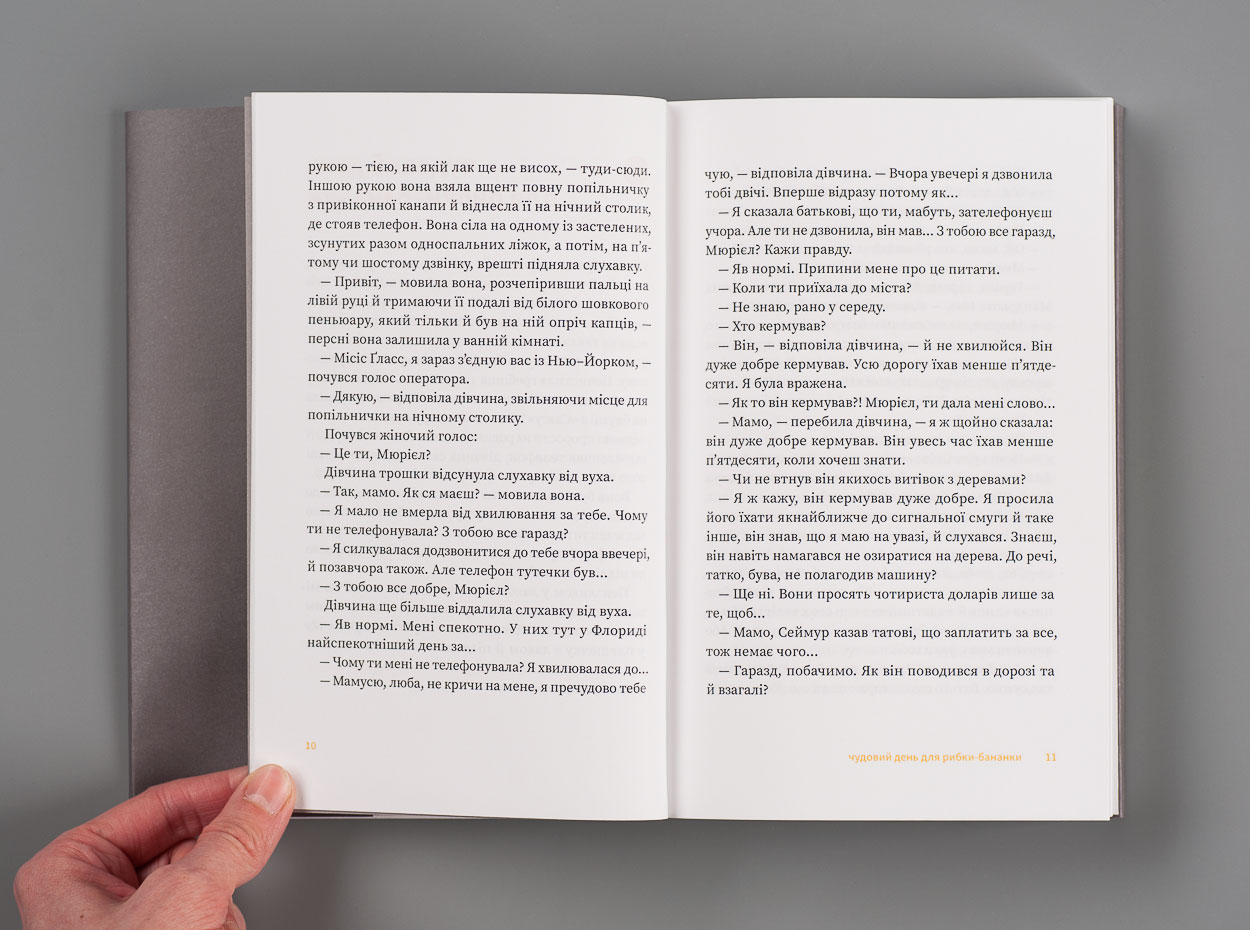 рукою — тією, на якій лак ще не висох, — туди-сюди.
Іншою рукою вона взяла вщент повну попільничку
з привіконної канапи й віднесла її на нічний столик,
де стояв телефон. Вона сіла на одному із застелених,
зсунутих разом односпальних ліжок, а потім, на п'я-
тому чи шостому дзвінку, врешті підняла слухавку.
— Привіт, — мовила вона, розчепіривши пальці на
лівій руці й тримаючи її подалі від білого шовкового
пеньюару, який тільки й був на ній опріч капців, —
персні вона залишила у ванній кімнаті.
— Місіс Ґласс, я зараз з'єдную вас із Нью–Йорком, —
почувся голос оператора.
— Дякую, — відповіла дівчина, звільняючи місце для
попільнички на нічному столику.
Почувся жіночий голос:
— Це ти, Мюрієл?
Дівчина трошки відсунула слухавку від вуха.
— Так, мамо. Як ся маєш? — мовила вона.
— Я мало не вмерла від хвилювання за тебе. Чому
ти не телефонувала? З тобою все гаразд?
— Я силкувалася додзвонитися до тебе вчора ввечері,
й позавчора також. Але телефон тутечки був...
— З тобою все добре, Мюрієл?
Дівчина ще більше віддалила слухавку від вуха.
— Яв нормі. Мені спекотно. У них тут у Флориді
найспекотніший день за...
— Чому ти мені не телефонувала? Я хвилювалася до...
— Мамусю, люба, не кричи на мене, я пречудово тебе
10
чую, — відповіла дівчина. — Вчора увечері я дзвонила
тобі двічі. Вперше відразу потому як...
— Я сказала батькові, що ти, мабуть, зателефонуєш
учора. Але ти не дзвонила, він мав... З тобою все гаразд,
Мюрієл? Кажи правду.
— Яв нормі. Припини мене про це питати.
— Коли ти приїхала до міста?
— Не знаю, рано у середу.
— Хто кермував?
— Він, — відповіла дівчина, — й не хвилюйся. Він
дуже добре кермував. Усю дорогу їхав менше п'ятде-
сяти. Я була вражена.
— Як то він кермував?! Мюрієл, ти дала мені слово...
— Мамо, — перебила дівчина, — я ж щойно сказала:
він дуже добре кермував. Він увесь час їхав менше
п'ятдесяти, коли хочеш знати.
— Чи не втнув він якихось витівок з деревами?
— Я ж кажу, він кермував дуже добре. Я просила
його їхати якнайближче до сигнальної смуги й таке
інше, він знав, що я маю на увазі, й слухався. Знаєш,
він навіть намагався не озиратися на дерева. До речі,
татко, бува, не полагодив машину?
— Ще ні. Вони просять чотириста доларів лише за
те, щоб...
— Мамо, Сеймур казав татові, що заплатить за все,
тож немає чого...
— Гаразд, побачимо. Як він поводився в дорозі та
й взагалі?
чудовий день для рибки-бананки 11